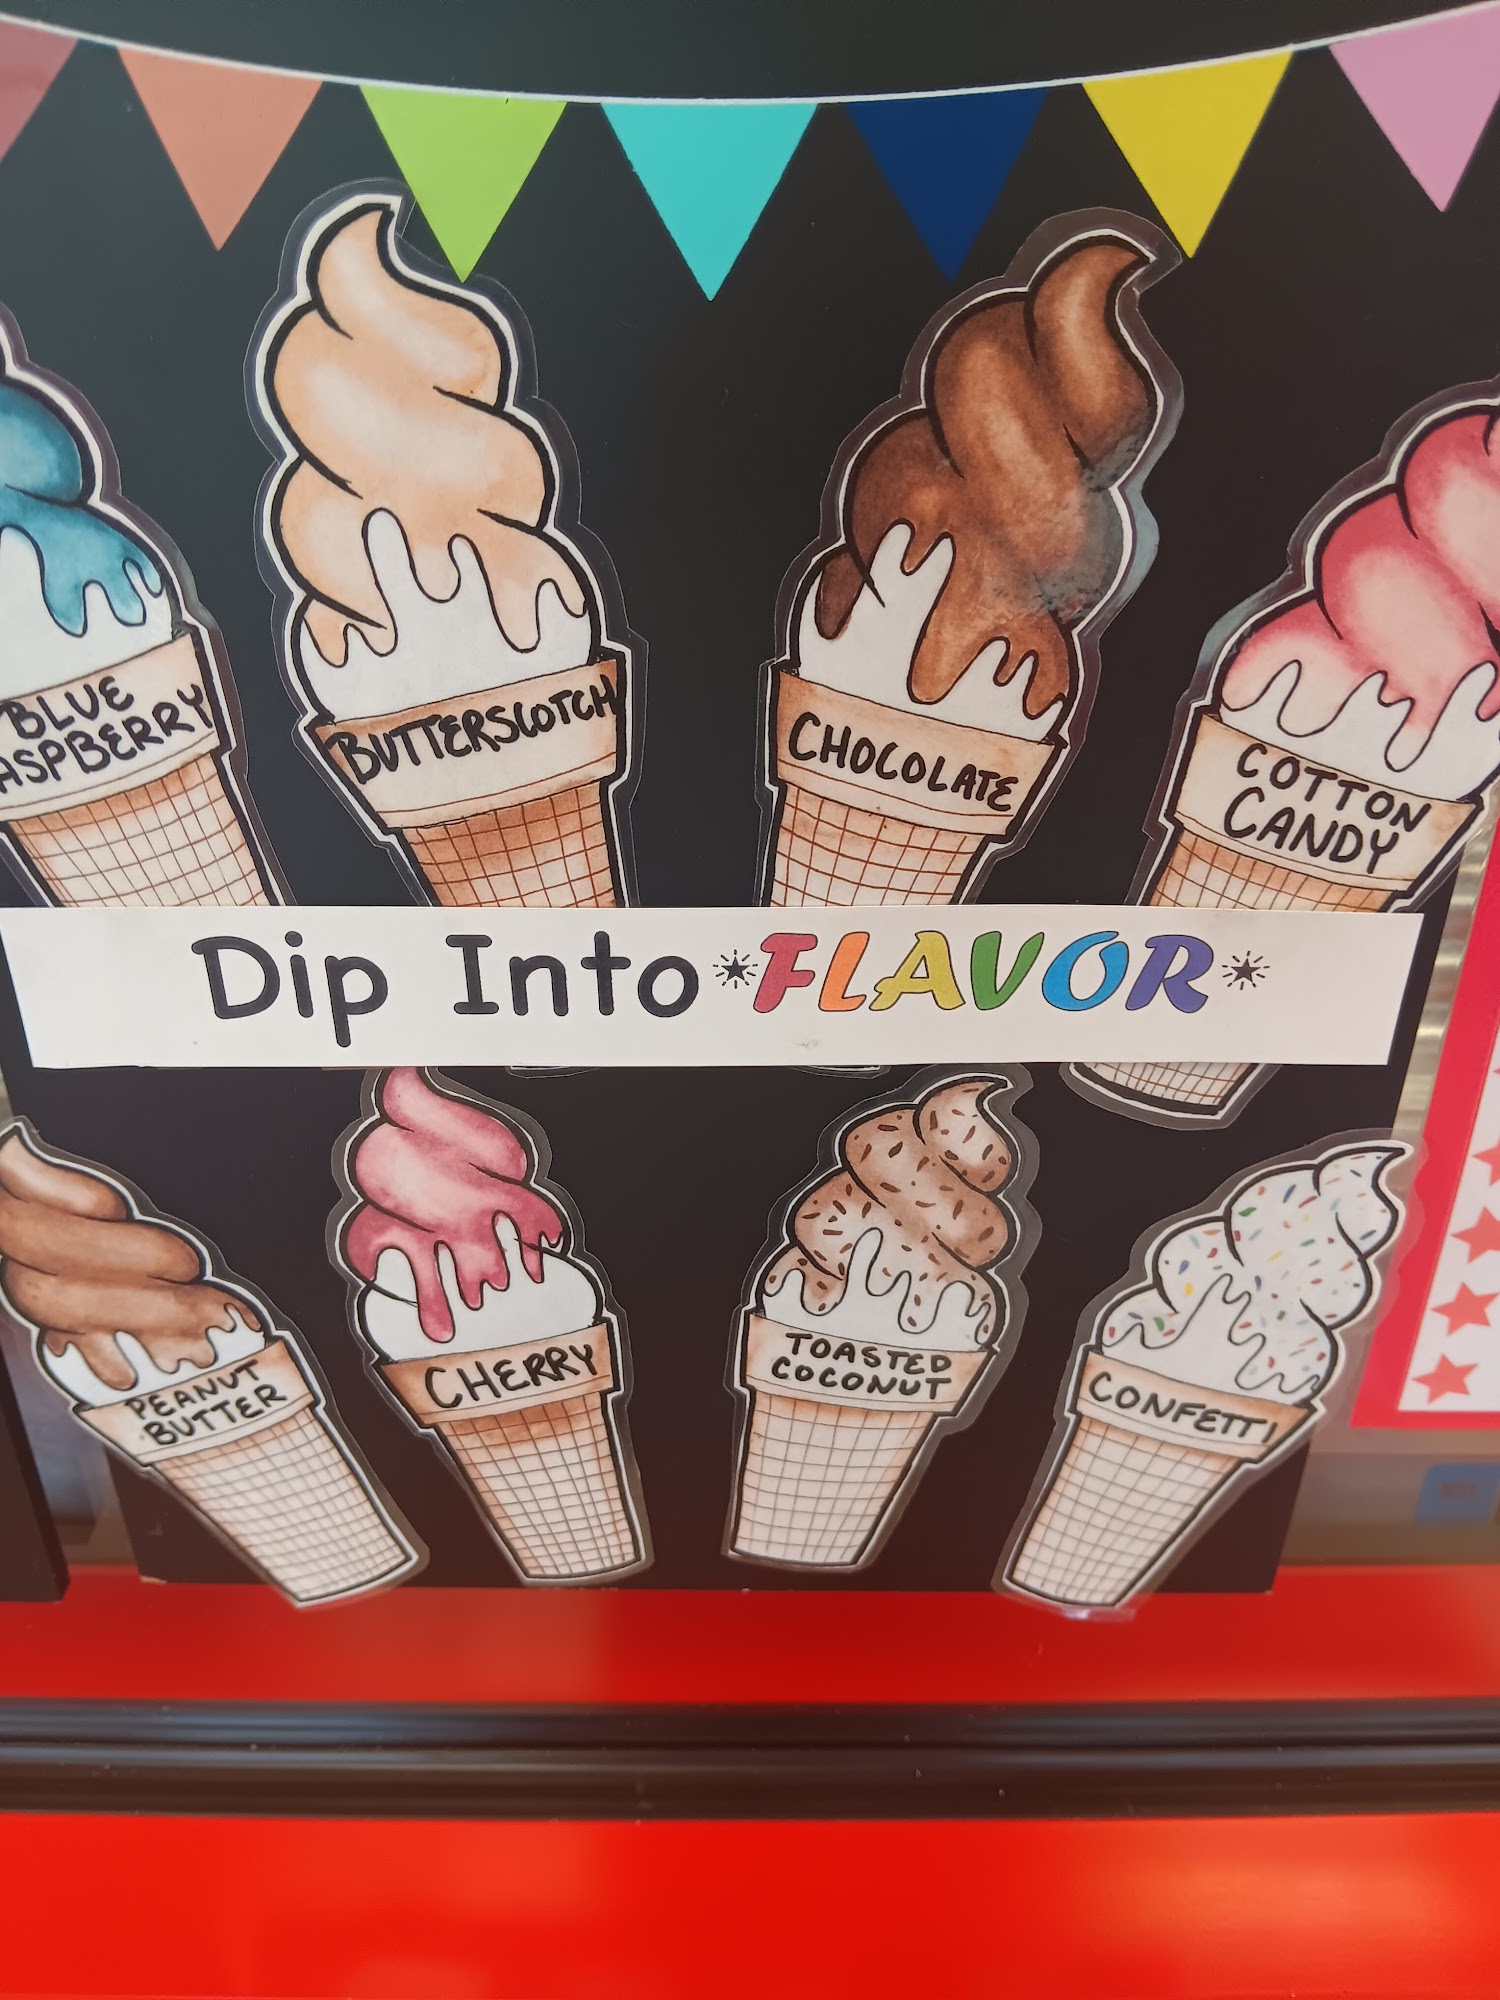 BLUE
ASPBERRY
BUTTERSCOTCH
CHOCOLATE
COTTON
CANDY
Dip Into FLAVOR
PEANUT
BUTTER
CHERRY
TOASTED
COCONUT
CONFETTI